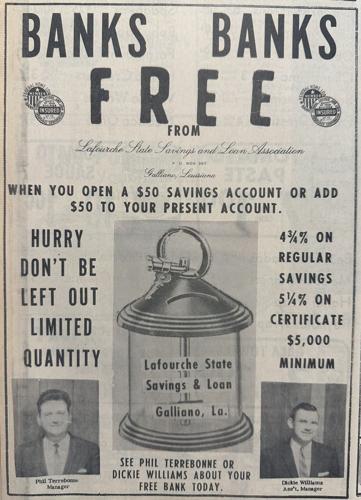 BANKS BANKS
FREE
FROM
Lafourche State Savings and Loan Association
P. O. BOX 287
Galliano, Louisiana
WHEN YOU OPEN A $50 SAVINGS ACCOUNT OR ADD
$50 TO YOUR PRESENT ACCOUNT.
HURRY
DON'T BE
LEFT OUT
LIMITED
QUANTITY
4¾% ON
REGULAR
SAVINGS
5¼% ON
CERTIFICATE
$5,000
MINIMUM
Lafourche State
Savings & Loan
Galliano, La.
Phil Terrebonne
Manager
SEE PHIL TERREBONNE OR
DICKIE WILLIAMS ABOUT YOUR
FREE BANK TODAY.
Dickie Williams
Ass't. Manager
INSURED
INSURED